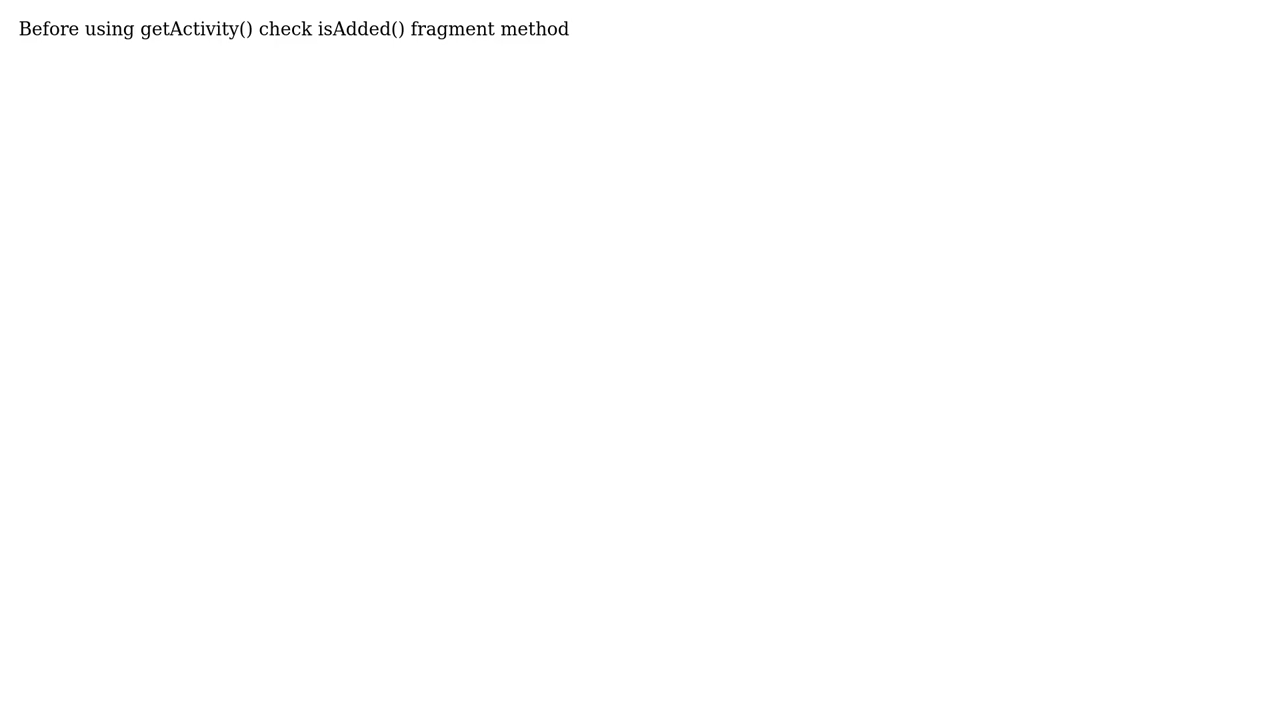 Before using getActivity() check isAdded() fragment method